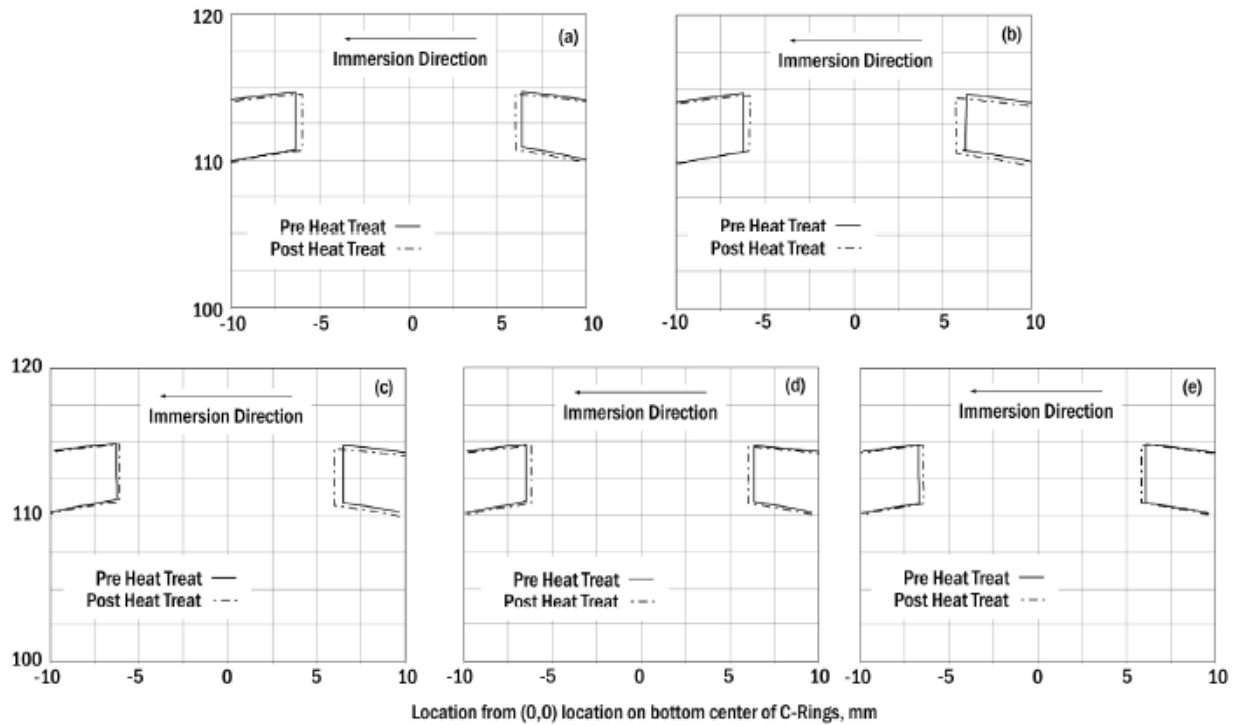 120
(a)
Immersion Direction
110
Pre Heat Treat
Post Heat Treat
100
-10 -5 0 5 10
(b)
Immersion Direction
Pre Heat Treat
Post Heat Treat
-10 -5 0 5 10
120
(c)
Immersion Direction
110
Pre Heat Treat
Post Heat Treat
100
-10 -5 0 5 10
(d)
Immersion Direction
Pre Heat Treat
Post Heat Treat
-10 -5 0 5 10
(e)
Immersion Direction
Pre Heat Treat
Post Heat Treat
-10 -5 0 5 10
Location from (0,0) location on bottom center of C-Rings, mm